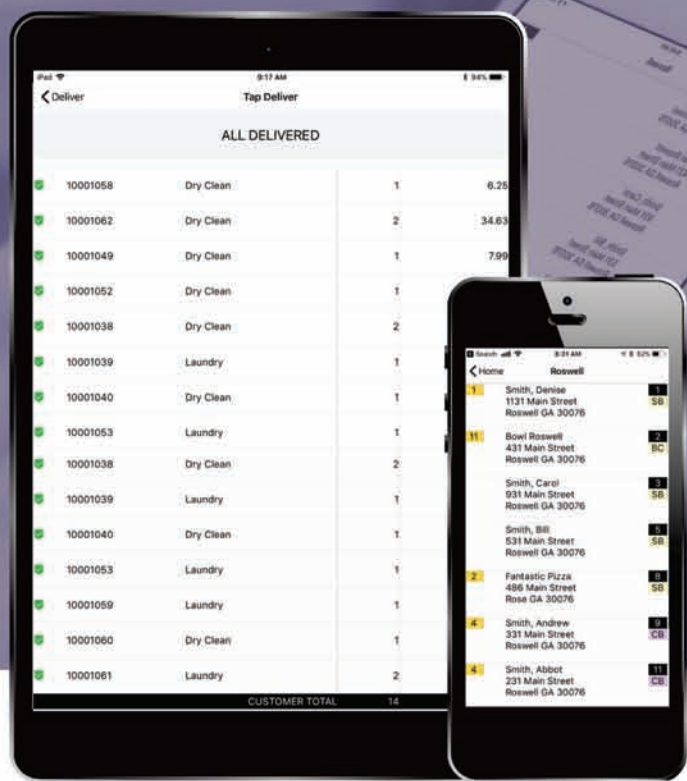 iPad 9:17 AM 94%
Deliver Tap Deliver
ALL DELIVERED
10001058 Dry Clean 1 6.25
10001062 Dry Clean 2 34.63
10001049 Dry Clean 1 7.99
10001052 Dry Clean 1
10001038 Dry Clean 2
10001039 Laundry 1
10001040 Dry Clean 1
10001053 Laundry 1
10001038 Dry Clean 2
10001039 Laundry 1
10001040 Dry Clean 1
10001053 Laundry 1
10001059 Laundry 1
10001060 Dry Clean 1
10001061 Laundry 2
CUSTOMER TOTAL 14
Search 8:01 AM 52%
Home Roswell
1 Smith, Denise 1
1131 Main Street SB
Roswell GA 30076
11 Bowl Roswell 2
431 Main Street BC
Roswell GA 30076
Smith, Carol 3
931 Main Street SB
Roswell GA 30076
Smith, Bill 5
531 Main Street SB
Roswell GA 30076
2 Fantastic Pizza 8
486 Main Street SB
Rose GA 30076
4 Smith, Andrew 9
331 Main Street CB
Roswell GA 30076
4 Smith, Abbot 11
231 Main Street CB
Roswell GA 30076